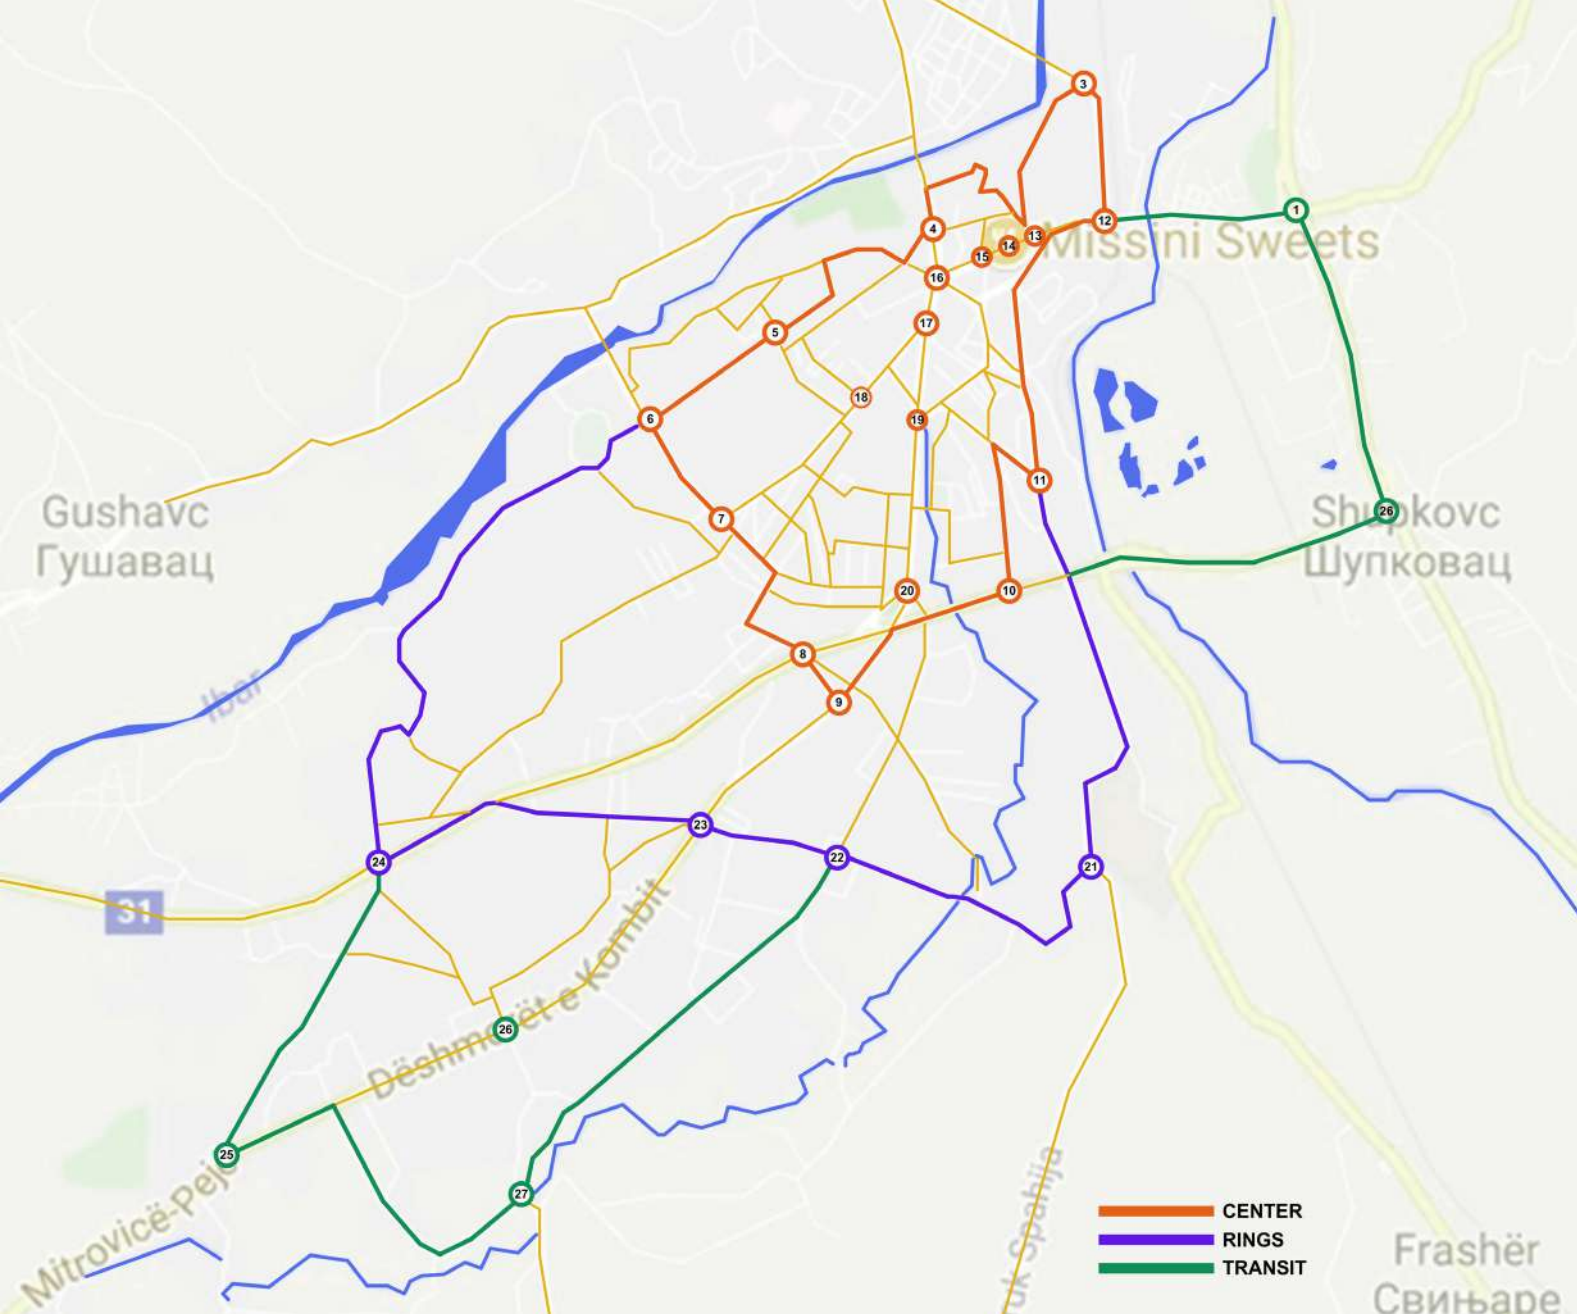 3
1
12
4
13
14
15
Missini Sweets
16
17
5
18
6
19
11
7
Gushavc
Гушавац
26
Shupkovc
Шупковац
20
10
8
9
Ibar
23
22
24
21
31
Dëshmorët e Kombit
26
25
27
Mitrovicë-Pejë
uk Spahija
CENTER
RINGS
TRANSIT
Frashër
Свињаре